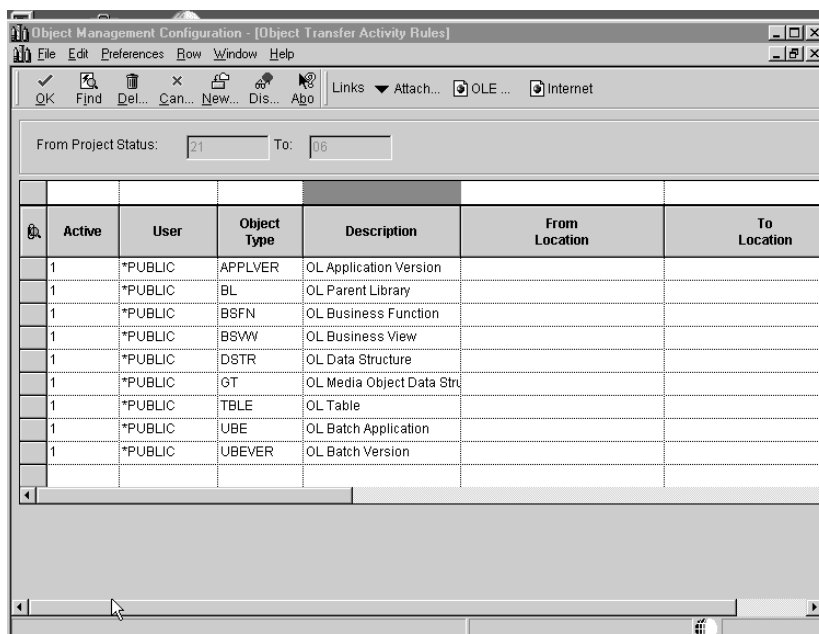 Object Management Configuration - [Object Transfer Activity Rules]
File Edit Preferences Row Window Help
OK Find Del... Can... New... Dis... Abo Links Attach... OLE ... Internet
From Project Status: 21 To: 06
Active User Object Type Description From Location To Location
1 *PUBLIC APPLVER OL Application Version
1 *PUBLIC BL OL Parent Library
1 *PUBLIC BSFN OL Business Function
1 *PUBLIC BSVW OL Business View
1 *PUBLIC DSTR OL Data Structure
1 *PUBLIC GT OL Media Object Data Stru
1 *PUBLIC TBLE OL Table
1 *PUBLIC UBE OL Batch Application
1 *PUBLIC UBEVER OL Batch Version